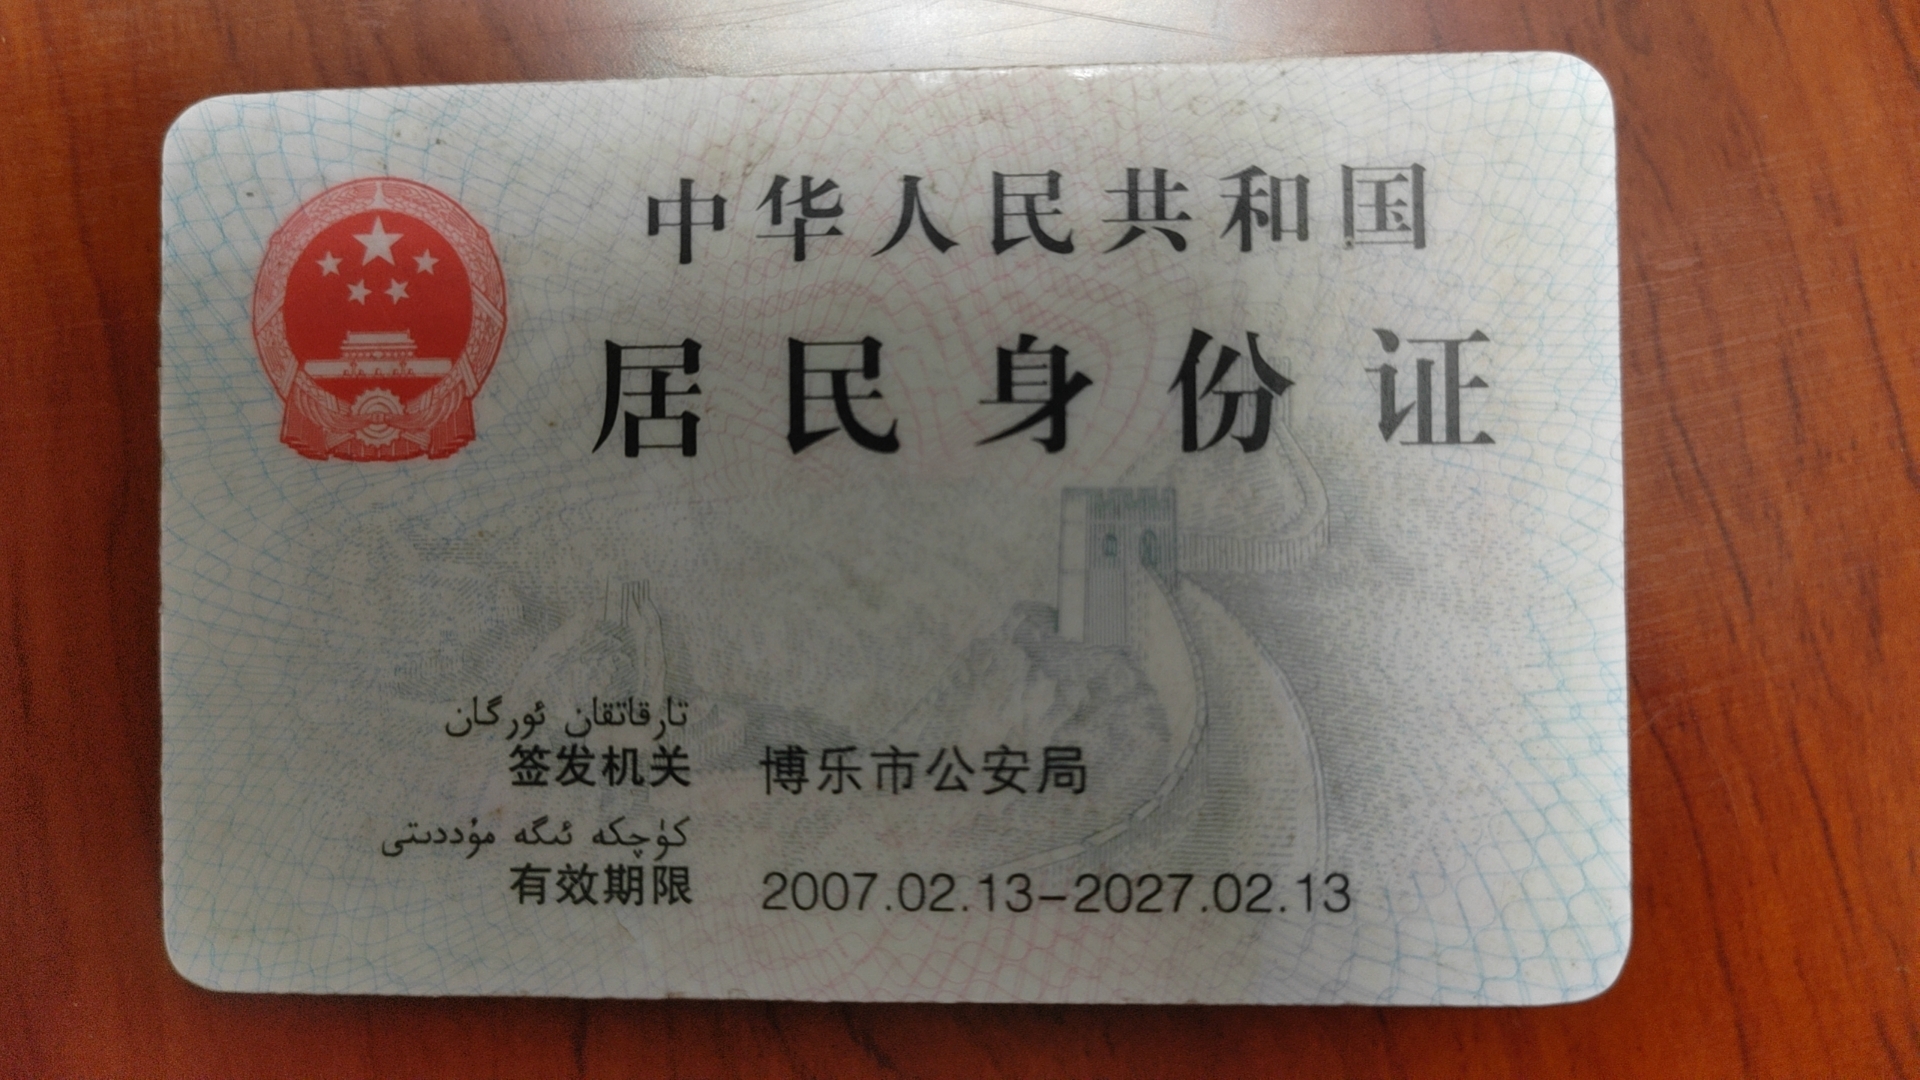 中华人民共和国
居民身份证
تارقاتقان ئورگان
签发机关 博乐市公安局
كۈچكە ئىگە مۇددىتى
有效期限 2007.02.13-2027.02.13